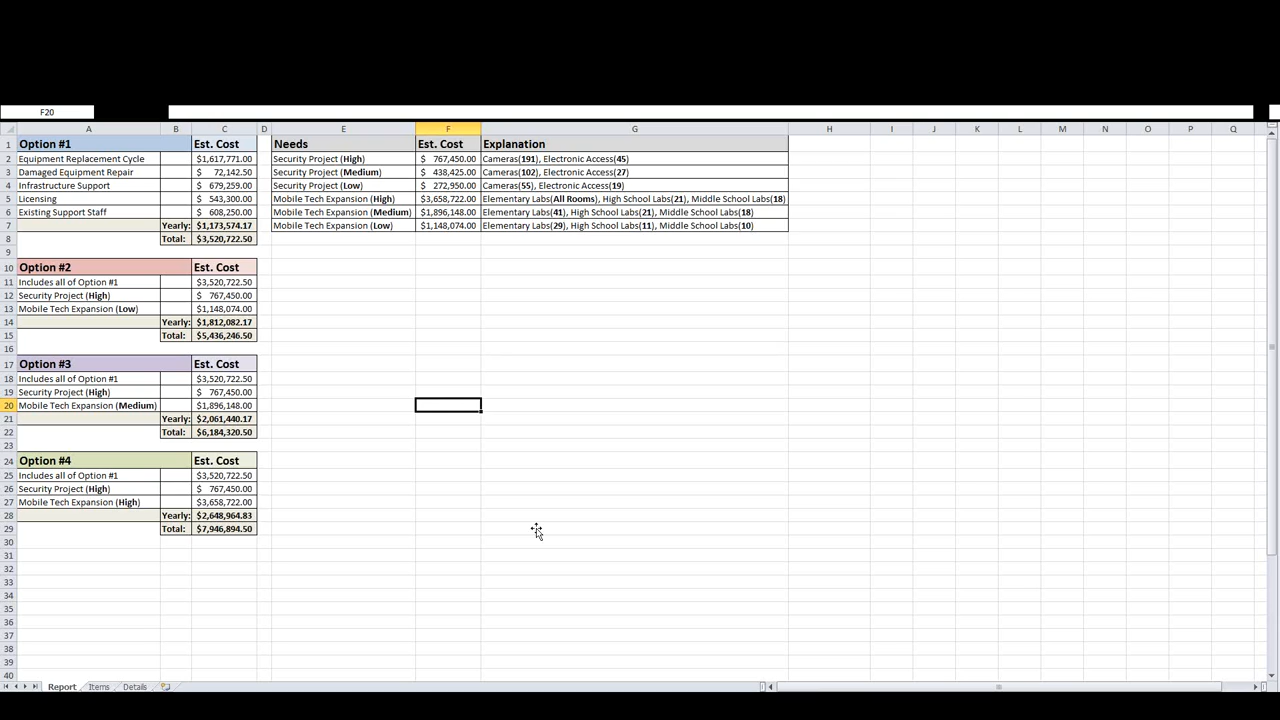 F20
A B C D E F G H I J K L M N O P Q
1 Option #1 Est. Cost Needs Est. Cost Explanation
2 Equipment Replacement Cycle $1,617,771.00 Security Project (High) $ 767,450.00 Cameras(191), Electronic Access(45)
3 Damaged Equipment Repair $ 72,142.50 Security Project (Medium) $ 438,425.00 Cameras(102), Electronic Access(27)
4 Infrastructure Support $ 679,259.00 Security Project (Low) $ 272,950.00 Cameras(55), Electronic Access(19)
5 Licensing $ 543,300.00 Mobile Tech Expansion (High) $3,658,722.00 Elementary Labs(All Rooms), High School Labs(21), Middle School Labs(18)
6 Existing Support Staff $ 608,250.00 Mobile Tech Expansion (Medium) $1,896,148.00 Elementary Labs(41), High School Labs(21), Middle School Labs(18)
7 Yearly: $1,173,574.17 Mobile Tech Expansion (Low) $1,148,074.00 Elementary Labs(29), High School Labs(11), Middle School Labs(10)
8 Total: $3,520,722.50
9
10 Option #2 Est. Cost
11 Includes all of Option #1 $3,520,722.50
12 Security Project (High) $ 767,450.00
13 Mobile Tech Expansion (Low) $1,148,074.00
14 Yearly: $1,812,082.17
15 Total: $5,436,246.50
16
17 Option #3 Est. Cost
18 Includes all of Option #1 $3,520,722.50
19 Security Project (High) $ 767,450.00
20 Mobile Tech Expansion (Medium) $1,896,148.00
21 Yearly: $2,061,440.17
22 Total: $6,184,320.50
23
24 Option #4 Est. Cost
25 Includes all of Option #1 $3,520,722.50
26 Security Project (High) $ 767,450.00
27 Mobile Tech Expansion (High) $3,658,722.00
28 Yearly: $2,648,964.83
29 Total: $7,946,894.50
30
31
32
33
34
35
36
37
38
39
40
Report Items Details